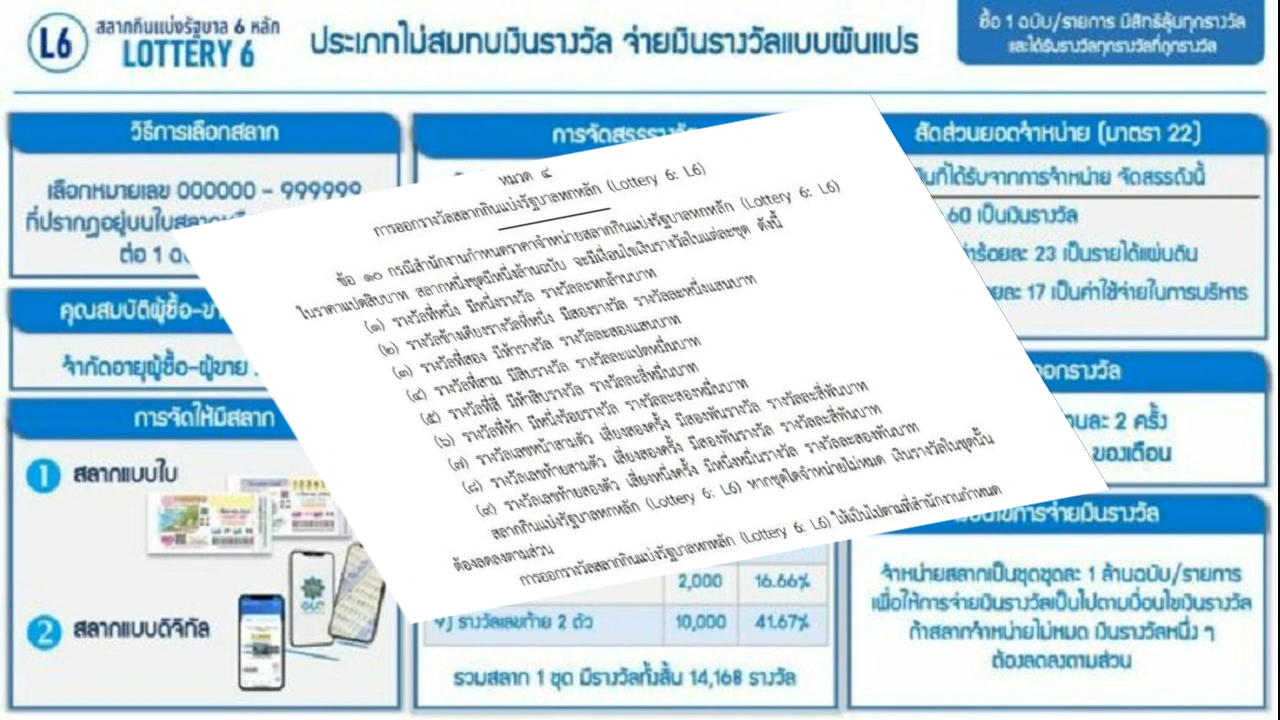 L6
สลากกินแบ่งรัฐบาล 6 หลัก
LOTTERY 6
ประเภทไม่สมทบเงินรางวัล จ่ายเงินรางวัลแบบผันแปร
ซื้อ 1 ฉบับ/รายการ มีสิทธิลุ้นทุกรางวัล
และได้รับรางวัลทุกรางวัลที่ถูกรางวัล
วิธีการเลือกสลาก
เลือกหมายเลข 000000 - 999999
ที่ปรากฏอยู่บนใบสลาก
ต่อ 1
คุณสมบัติผู้ซื้อ-
จำกัดอายุผู้ซื้อ-ผู้ขาย
การจัดให้มีสลาก
1 สลากแบบใบ
2 สลากแบบดิจิทัล
การจัดสรร
หมวด ๔
การออกรางวัลสลากกินแบ่งรัฐบาลหกหลัก (Lottery 6: L6)
ข้อ ๑๐ กรณีสำนักงานกำหนดราคาจำหน่ายสลากกินแบ่งรัฐบาลหกหลัก (Lottery 6: L6)
ในราคาแปดสิบบาท สลากหนึ่งชุดมีหนึ่งล้านฉบับ จะมีเงื่อนไขเงินรางวัลในแต่ละชุด ดังนี้
(๑) รางวัลที่หนึ่ง มีหนึ่งรางวัล รางวัลละหกล้านบาท
(๒) รางวัลข้างเคียงรางวัลที่หนึ่ง มีสองรางวัล รางวัลละหนึ่งแสนบาท
(๓) รางวัลที่สอง มีห้ารางวัล รางวัลละสองแสนบาท
(๔) รางวัลที่สาม มีสิบรางวัล รางวัลละแปดหมื่นบาท
(๕) รางวัลที่สี่ มีห้าสิบรางวัล รางวัลละสี่หมื่นบาท
(๖) รางวัลที่ห้า มีหนึ่งร้อยรางวัล รางวัลละสองหมื่นบาท
(๗) รางวัลเลขหน้าสามตัว เสี่ยงสองครั้ง มีสองพันรางวัล รางวัลละสี่พันบาท
(๘) รางวัลเลขท้ายสามตัว เสี่ยงสองครั้ง มีสองพันรางวัล รางวัลละสี่พันบาท
(๙) รางวัลเลขท้ายสองตัว เสี่ยงหนึ่งครั้ง มีหนึ่งหมื่นรางวัล รางวัลละสองพันบาท
สลากกินแบ่งรัฐบาลหกหลัก (Lottery 6: L6) หากชุดใดจำหน่ายไม่หมด เงินรางวัลในชุดนั้น
ต้องลดลงตามส่วน
การออกรางวัลสลากกินแบ่งรัฐบาลหกหลัก (Lottery 6: L6) ให้เป็นไปตามที่สำนักงานกำหนด
2,000 16.66%
9) รางวัลเลขท้าย 2 ตัว 10,000 41.67%
รวมสลาก 1 ชุด มีรางวัลทั้งสิ้น 14,168 รางวัล
สัดส่วนยอดจำหน่าย (มาตรา 22)
ที่ได้รับจากการจำหน่าย จัดสรรดังนี้
60 เป็นเงินรางวัล
ร้อยละ 23 เป็นรายได้แผ่นดิน
17 เป็นค่าใช้จ่ายในการบริหาร
ออกรางวัล
ละ 2 ครั้ง
ของเดือน
การจ่ายเงินรางวัล
จำหน่ายสลากเป็นชุดชุดละ 1 ล้านฉบับ/รายการ
เพื่อให้การจ่ายเงินรางวัลเป็นไปตามเงื่อนไขเงินรางวัล
ถ้าสลากจำหน่ายไม่หมด เงินรางวัลหนึ่ง ๆ
ต้องลดลงตามส่วน